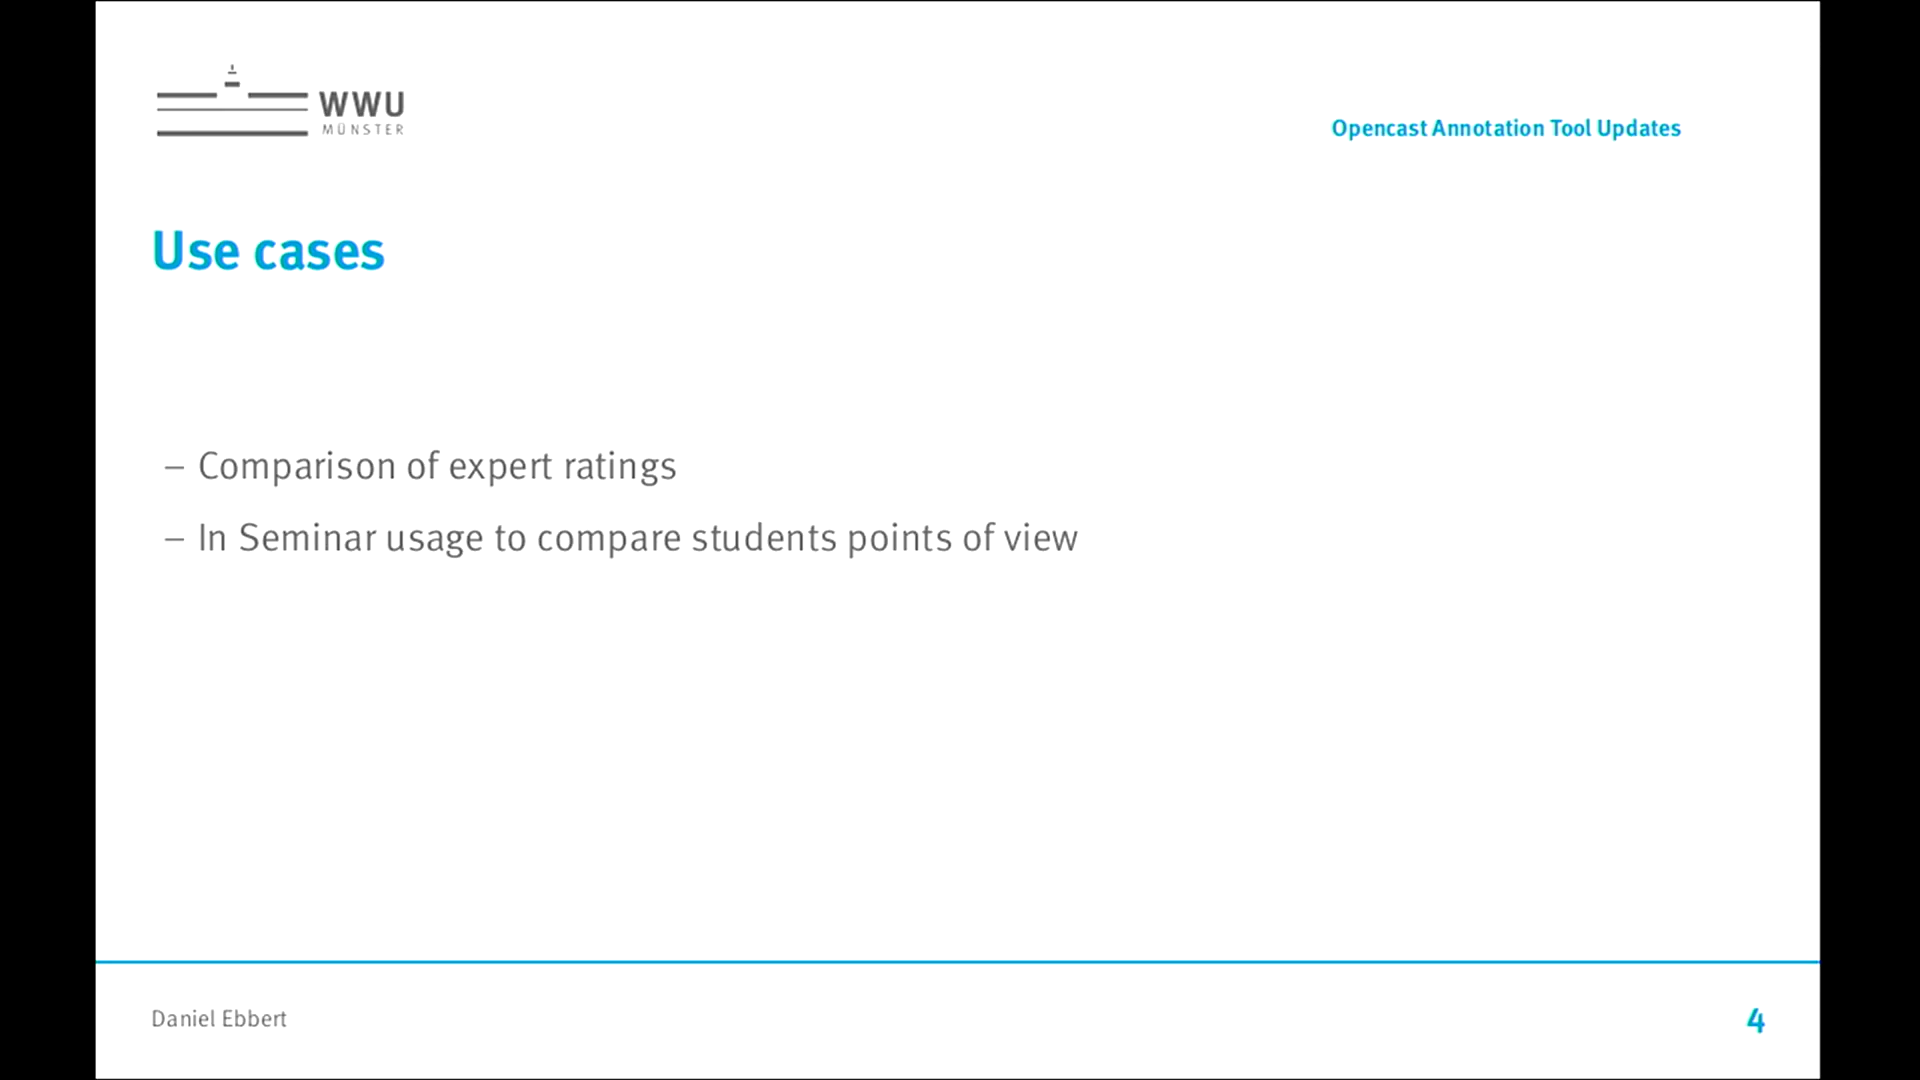 WWU
MÜNSTER
Opencast Annotation Tool Updates
Use cases
– Comparison of expert ratings
– In Seminar usage to compare students points of view
Daniel Ebbert
4